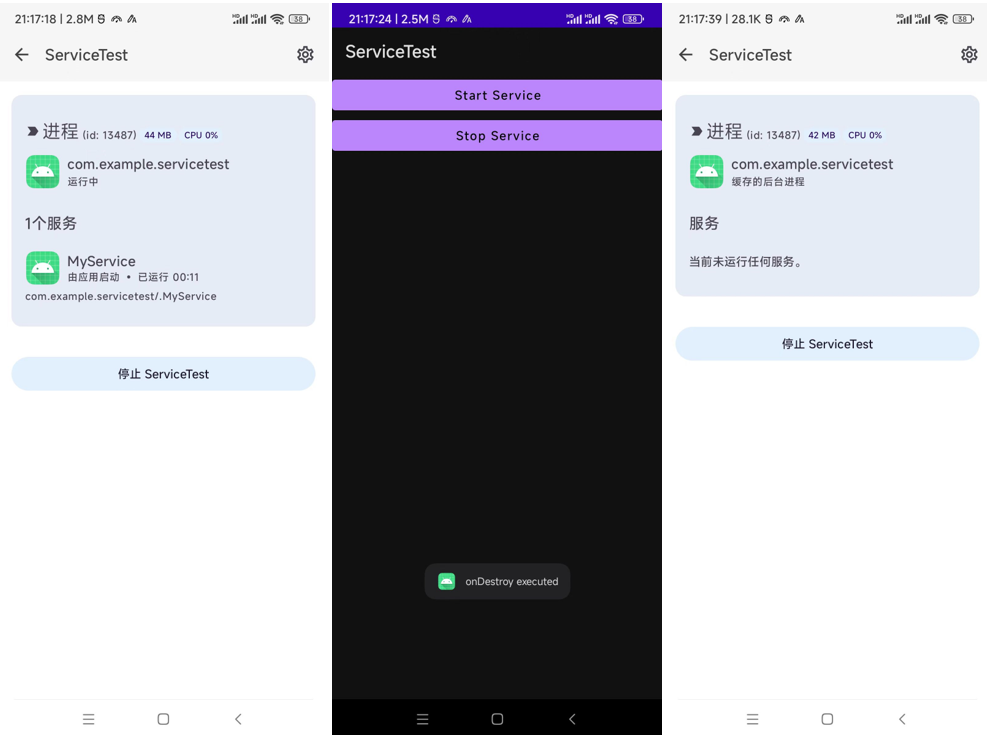 21:17:18 | 2.8M
38
ServiceTest
进程 (id: 13487) 44 MB CPU 0%
com.example.servicetest
运行中
1个服务
MyService
由应用启动 • 已运行 00:11
com.example.servicetest/.MyService
停止 ServiceTest
21:17:24 | 2.5M
38
ServiceTest
Start Service
Stop Service
onDestroy executed
21:17:39 | 28.1K
38
ServiceTest
进程 (id: 13487) 42 MB CPU 0%
com.example.servicetest
缓存的后台进程
服务
当前未运行任何服务。
停止 ServiceTest